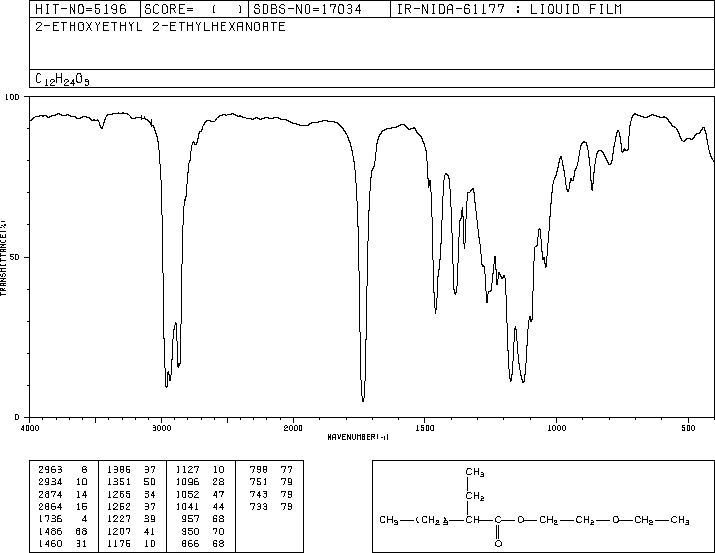 HIT-NO=5196 SCORE= ( ) SDBS-NO=17034 IR-NIDA-61177 : LIQUID FILM
2-ETHOXYETHYL 2-ETHYLHEXANOATE
C12H24O3
100
50
0
TRANSMITTANCE(%)
4000 3000 2000 1500 1000 500
WAVENUMBER(-1)
2963 8 1386 37 1127 10 798 77
2934 10 1351 50 1096 28 751 79
2874 14 1265 34 1052 47 743 79
2864 15 1262 37 1041 44 733 79
1736 4 1227 39 957 68
1486 68 1207 41 950 70
1460 31 1176 10 866 68
CH3
CH2
CH3—(CH2)3 C—O—CH2—CH2—O—CH2—CH3
O